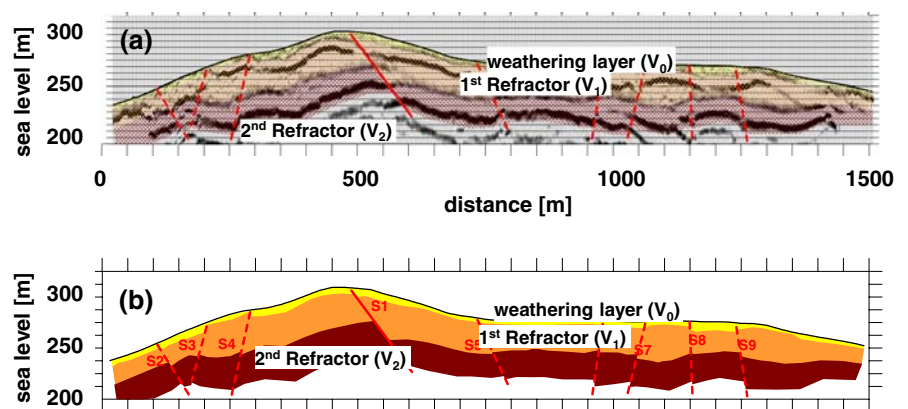 (a)
300
250
200
sea level [m]
weathering layer (V0)
1st Refractor (V1)
2nd Refractor (V2)
0
500
1000
1500
distance [m]
(b)
300
250
200
sea level [m]
weathering layer (V0)
1st Refractor (V1)
2nd Refractor (V2)
S2
S3
S4
S1
S7
S8
S9